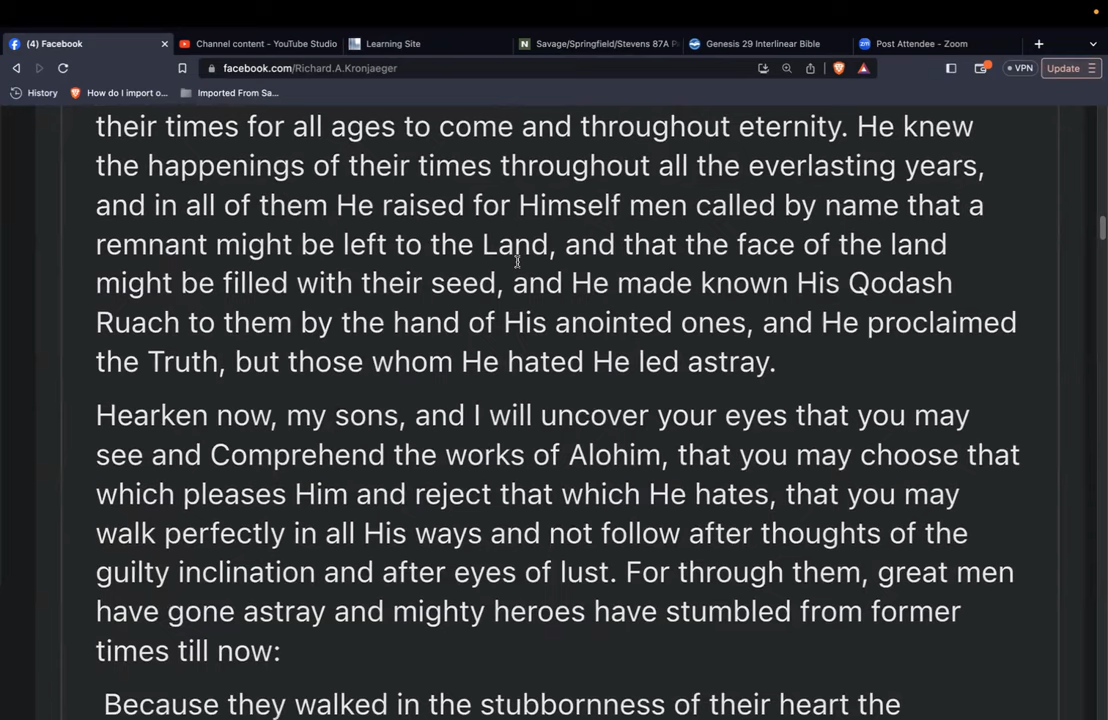 (4) Facebook
Channel content - YouTube Studio
Learning Site
Savage/Springfield/Stevens 87A P
Genesis 29 Interlinear Bible
Post Attendee - Zoom
facebook.com/Richard.A.Kronjaeger
VPN
Update
History
How do I import o...
Imported From Sa...
their times for all ages to come and throughout eternity. He knew
the happenings of their times throughout all the everlasting years,
and in all of them He raised for Himself men called by name that a
remnant might be left to the Land, and that the face of the land
might be filled with their seed, and He made known His Qodash
Ruach to them by the hand of His anointed ones, and He proclaimed
the Truth, but those whom He hated He led astray.
Hearken now, my sons, and I will uncover your eyes that you may
see and Comprehend the works of Alohim, that you may choose that
which pleases Him and reject that which He hates, that you may
walk perfectly in all His ways and not follow after thoughts of the
guilty inclination and after eyes of lust. For through them, great men
have gone astray and mighty heroes have stumbled from former
times till now:
Because they walked in the stubbornness of their heart the